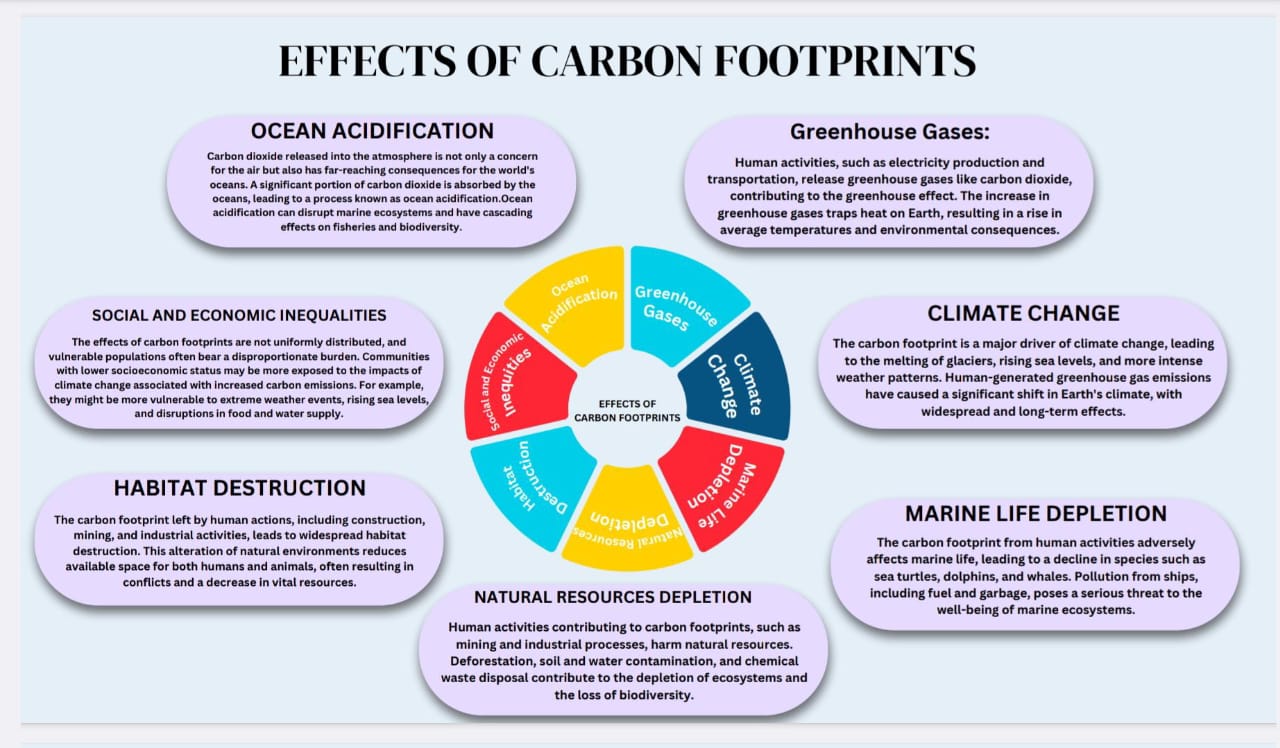 EFFECTS OF CARBON FOOTPRINTS
OCEAN ACIDIFICATION
Carbon dioxide released into the atmosphere is not only a concern
for the air but also has far-reaching consequences for the world's
oceans. A significant portion of carbon dioxide is absorbed by the
oceans, leading to a process known as ocean acidification.Ocean
acidification can disrupt marine ecosystems and have cascading
effects on fisheries and biodiversity.
Greenhouse Gases:
Human activities, such as electricity production and
transportation, release greenhouse gases like carbon dioxide,
contributing to the greenhouse effect. The increase in
greenhouse gases traps heat on Earth, resulting in a rise in
average temperatures and environmental consequences.
SOCIAL AND ECONOMIC INEQUALITIES
The effects of carbon footprints are not uniformly distributed, and
vulnerable populations often bear a disproportionate burden. Communities
with lower socioeconomic status may be more exposed to the impacts of
climate change associated with increased carbon emissions. For example,
they might be more vulnerable to extreme weather events, rising sea levels,
and disruptions in food and water supply.
CLIMATE CHANGE
The carbon footprint is a major driver of climate change, leading
to the melting of glaciers, rising sea levels, and more intense
weather patterns. Human-generated greenhouse gas emissions
have caused a significant shift in Earth's climate, with
widespread and long-term effects.
HABITAT DESTRUCTION
The carbon footprint left by human actions, including construction,
mining, and industrial activities, leads to widespread habitat
destruction. This alteration of natural environments reduces
available space for both humans and animals, often resulting in
conflicts and a decrease in vital resources.
MARINE LIFE DEPLETION
The carbon footprint from human activities adversely
affects marine life, leading to a decline in species such as
sea turtles, dolphins, and whales. Pollution from ships,
including fuel and garbage, poses a serious threat to the
well-being of marine ecosystems.
NATURAL RESOURCES DEPLETION
Human activities contributing to carbon footprints, such as
mining and industrial processes, harm natural resources.
Deforestation, soil and water contamination, and chemical
waste disposal contribute to the depletion of ecosystems and
the loss of biodiversity.
Ocean
Acidification
Greenhouse
Gases
Climate
Change
Marine Life
Depletion
Natural Resources
Depletion
Habitat
Destruction
Social and Economic
Inequities
EFFECTS OF
CARBON FOOTPRINTS